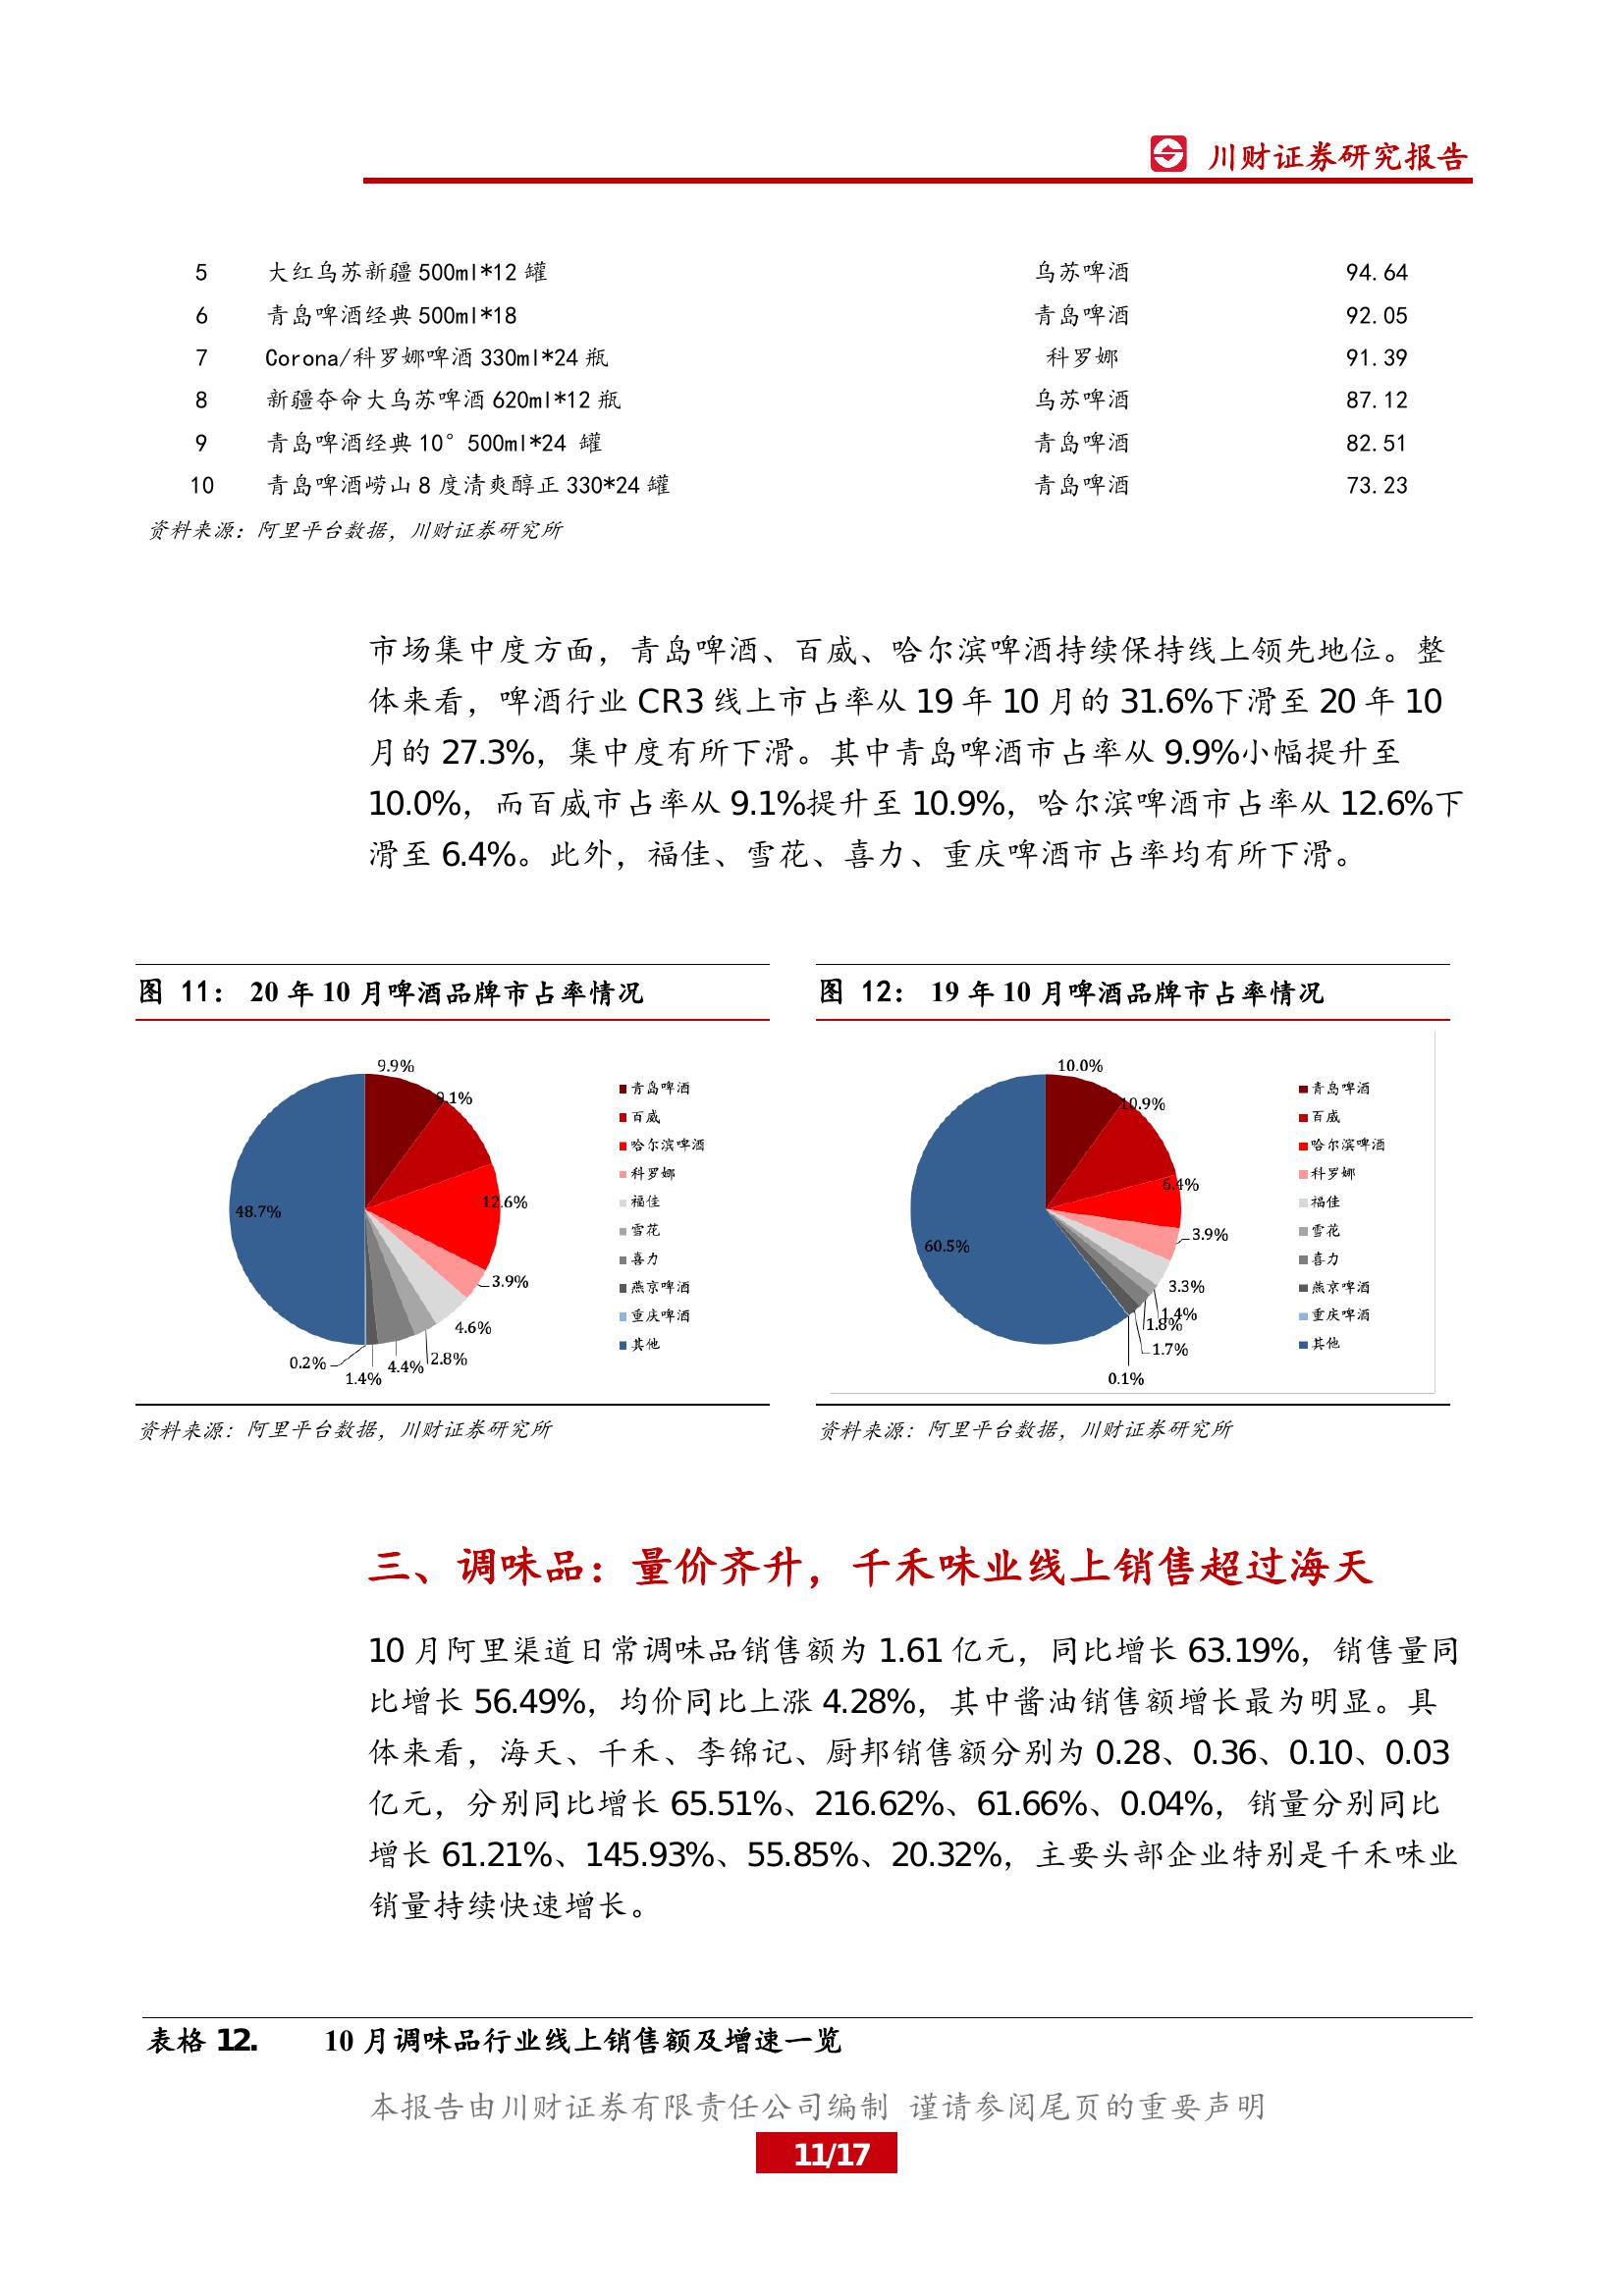 川财证券研究报告
5 大红乌苏新疆 500ml*12 罐 乌苏啤酒 94.64
6 青岛啤酒经典 500ml*18 青岛啤酒 92.05
7 Corona/科罗娜啤酒 330ml*24 瓶 科罗娜 91.39
8 新疆夺命大乌苏啤酒 620ml*12 瓶 乌苏啤酒 87.12
9 青岛啤酒经典 10°500ml*24 罐 青岛啤酒 82.51
10 青岛啤酒崂山 8 度清爽醇正 330*24 罐 青岛啤酒 73.23
资料来源：阿里平台数据，川财证券研究所
市场集中度方面，青岛啤酒、百威、哈尔滨啤酒持续保持线上领先地位。整
体来看，啤酒行业 CR3 线上市占率从 19 年 10 月的 31.6%下滑至 20 年 10
月的 27.3%，集中度有所下滑。其中青岛啤酒市占率从 9.9%小幅提升至
10.0%，而百威市占率从 9.1%提升至 10.9%，哈尔滨啤酒市占率从 12.6%下
滑至 6.4%。此外，福佳、雪花、喜力、重庆啤酒市占率均有所下滑。
图 11： 20 年 10 月啤酒品牌市占率情况
9.9%
9.1%
12.6%
3.9%
4.6%
2.8%
4.4%
1.4%
0.2%
48.7%
青岛啤酒
百威
哈尔滨啤酒
科罗娜
福佳
雪花
喜力
燕京啤酒
重庆啤酒
其他
资料来源：阿里平台数据，川财证券研究所
图 12： 19 年 10 月啤酒品牌市占率情况
10.0%
10.9%
6.4%
3.9%
3.3%
1.4%
1.8%
1.7%
0.1%
60.5%
青岛啤酒
百威
哈尔滨啤酒
科罗娜
福佳
雪花
喜力
燕京啤酒
重庆啤酒
其他
资料来源：阿里平台数据，川财证券研究所
三、调味品：量价齐升，千禾味业线上销售超过海天
10 月阿里渠道日常调味品销售额为 1.61 亿元，同比增长 63.19%，销售量同
比增长 56.49%，均价同比上涨 4.28%，其中酱油销售额增长最为明显。具
体来看，海天、千禾、李锦记、厨邦销售额分别为 0.28、0.36、0.10、0.03
亿元，分别同比增长 65.51%、216.62%、61.66%、0.04%，销量分别同比
增长 61.21%、145.93%、55.85%、20.32%，主要头部企业特别是千禾味业
销量持续快速增长。
表格 12. 10 月调味品行业线上销售额及增速一览
本报告由川财证券有限责任公司编制 谨请参阅尾页的重要声明
11/17